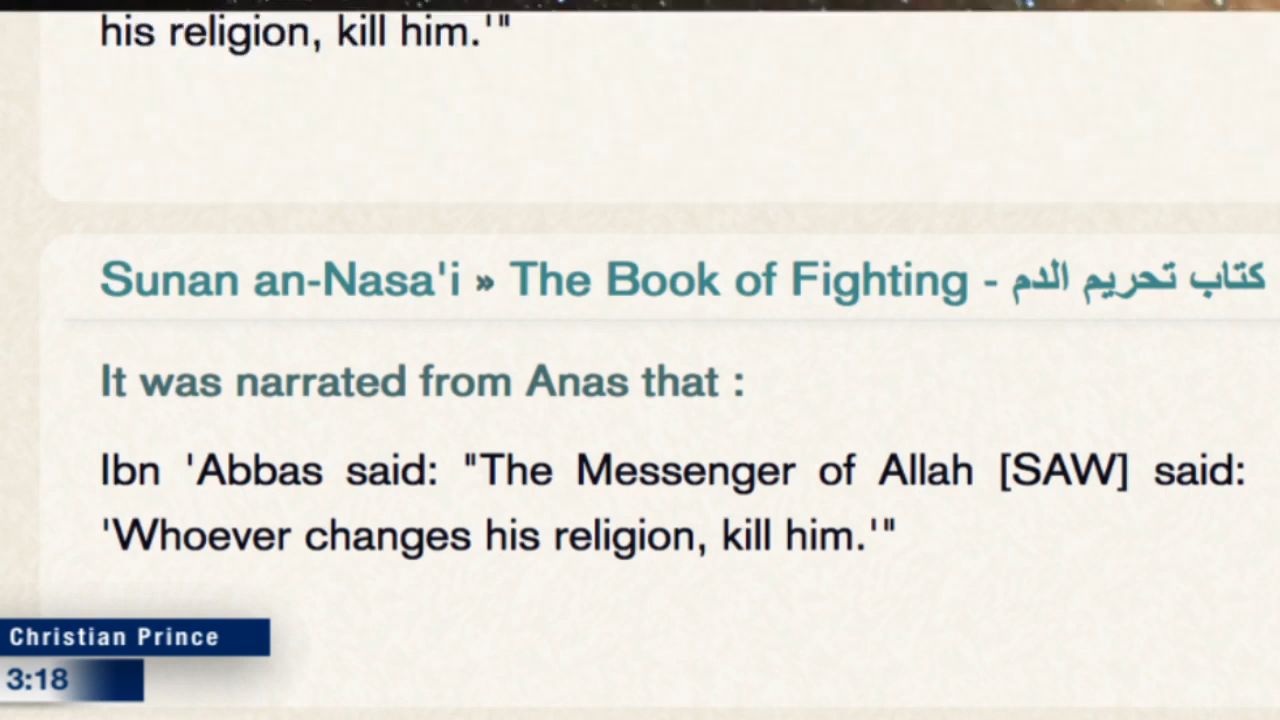 his religion, kill him.'"
Sunan an-Nasa'i » The Book of Fighting - كتاب تحريم الدم
It was narrated from Anas that :
Ibn 'Abbas said: "The Messenger of Allah [SAW] said:
'Whoever changes his religion, kill him.'"
Christian Prince
3:18